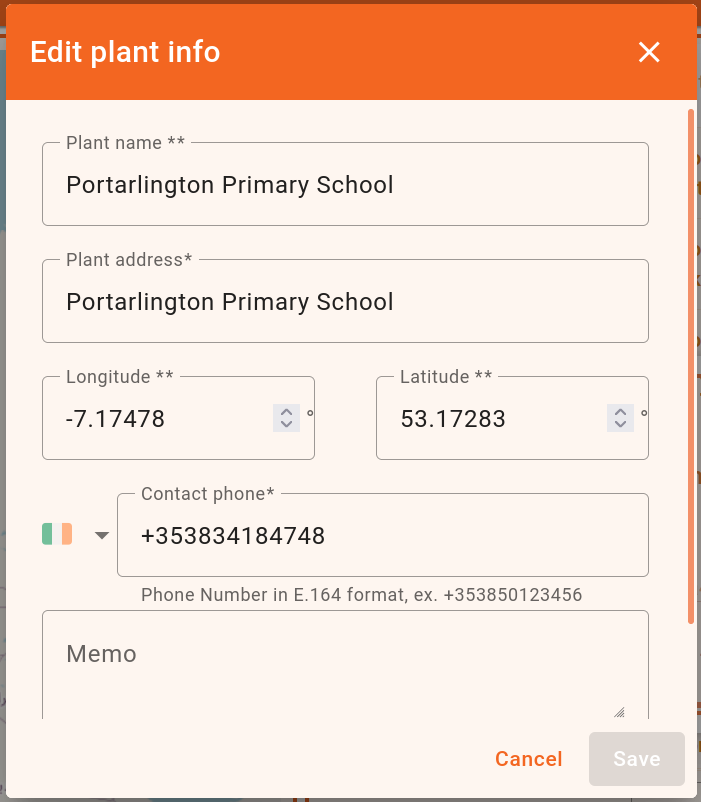 Edit plant info
Plant name **
Portarlington Primary School
Plant address*
Portarlington Primary School
Longitude ** Latitude **
-7.17478 ° 53.17283 °
Contact phone*
+353834184748
Phone Number in E.164 format, ex. +353850123456
Memo
Cancel Save